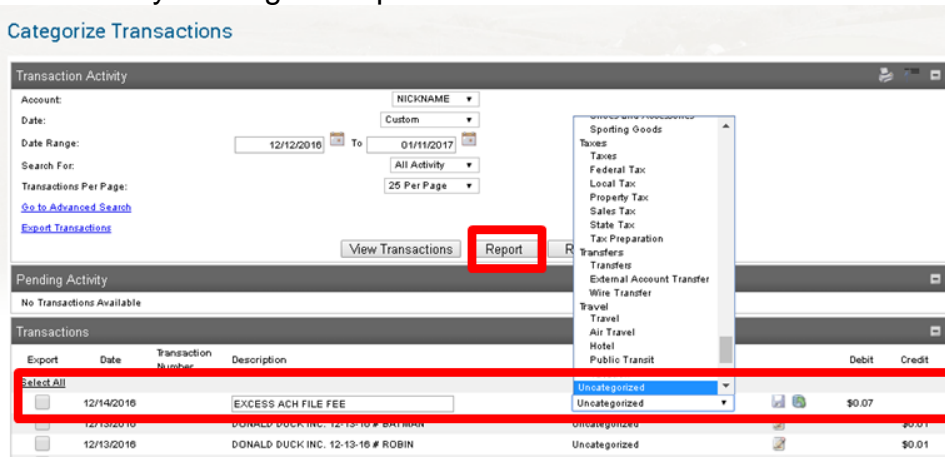 Categorize Transactions
Transaction Activity
Account: NICKNAME
Date: Custom
Date Range: 12/12/2016 To 01/11/2017
Search For: All Activity
Transactions Per Page: 25 Per Page
Go to Advanced Search
Export Transactions
View Transactions Report R
Sporting Goods
Taxes
Taxes
Federal Tax
Local Tax
Property Tax
Sales Tax
State Tax
Tax Preparation
Transfers
Transfers
External Account Transfer
Wire Transfer
Travel
Travel
Air Travel
Hotel
Public Transit
Uncategorized
Pending Activity
No Transactions Available
Transactions
Export Date Transaction Number Description Debit Credit
Select All
12/14/2016 EXCESS ACH FILE FEE Uncategorized $0.07
12/13/2016 DONALD DUCK INC. 12-13-16 # BATMAN Uncategorized $0.01
12/13/2016 DONALD DUCK INC. 12-13-16 # ROBIN Uncategorized $0.01